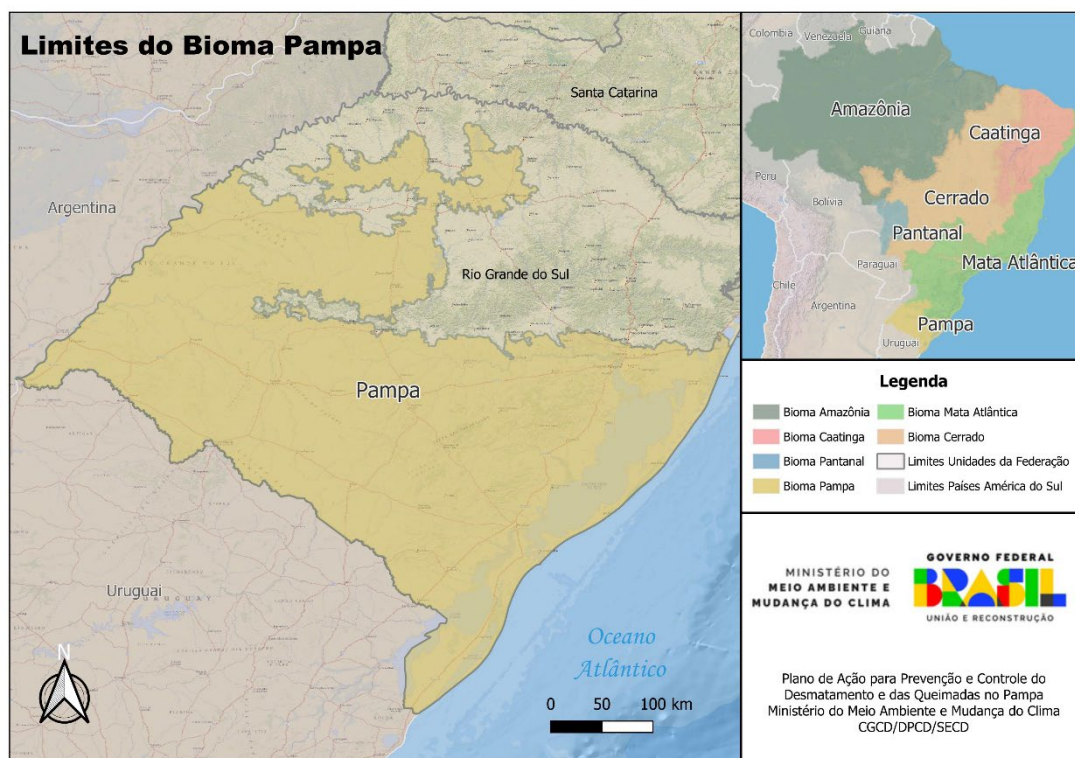 Limites do Bioma Pampa
Santa Catarina
Argentina
Rio Grande do Sul
Pampa
Uruguai
URUGUAY
Oceano
Atlântico
N
0 50 100 km
Colombia
Venezuela
Guiana
Amazônia
Caatinga
Peru
Bolivia
Cerrado
Pantanal
Paraguai
Mata Atlântica
Chile
Argentina
Pampa
Uruguai
Legenda
Bioma Amazônia
Bioma Caatinga
Bioma Pantanal
Bioma Pampa
Bioma Mata Atlântica
Bioma Cerrado
Limites Unidades da Federação
Limites Países América do Sul
MINISTÉRIO DO
MEIO AMBIENTE E
MUDANÇA DO CLIMA
GOVERNO FEDERAL
BRASIL
UNIÃO E RECONSTRUÇÃO
Plano de Ação para Prevenção e Controle do
Desmatamento e das Queimadas no Pampa
Ministério do Meio Ambiente e Mudança do Clima
CGCD/DPCD/SECD